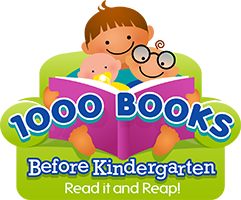 1000 BOOKS
Before Kindergarten
Read it and Reap!